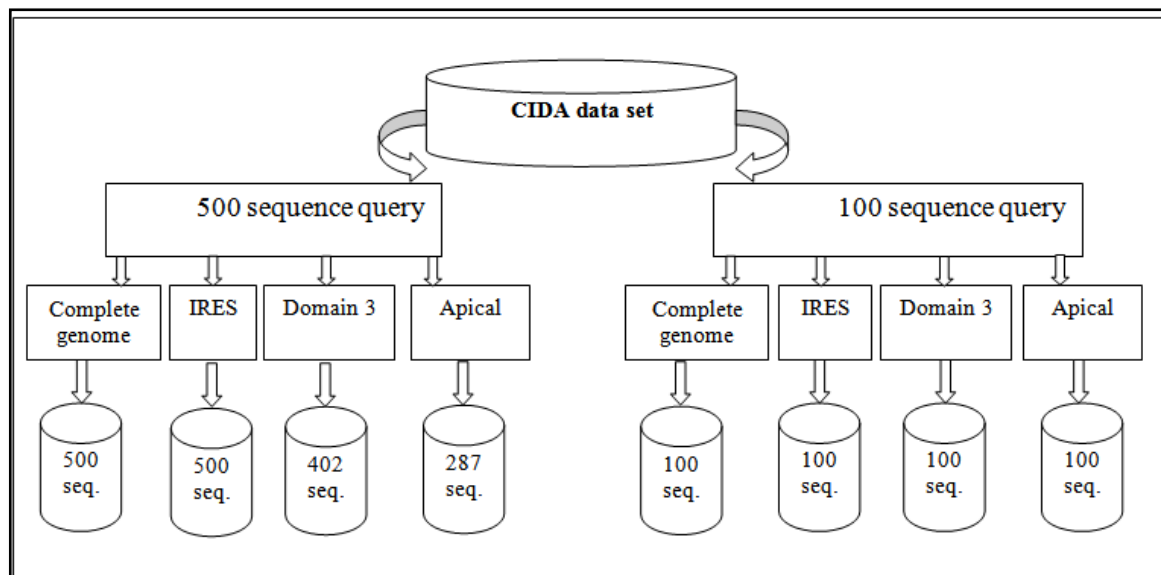 CIDA data set
500 sequence query
100 sequence query
Complete
genome
IRES
Domain 3
Apical
Complete
genome
IRES
Domain 3
Apical
500
seq.
500
seq.
402
seq.
287
seq.
100
seq.
100
seq.
100
seq.
100
seq.